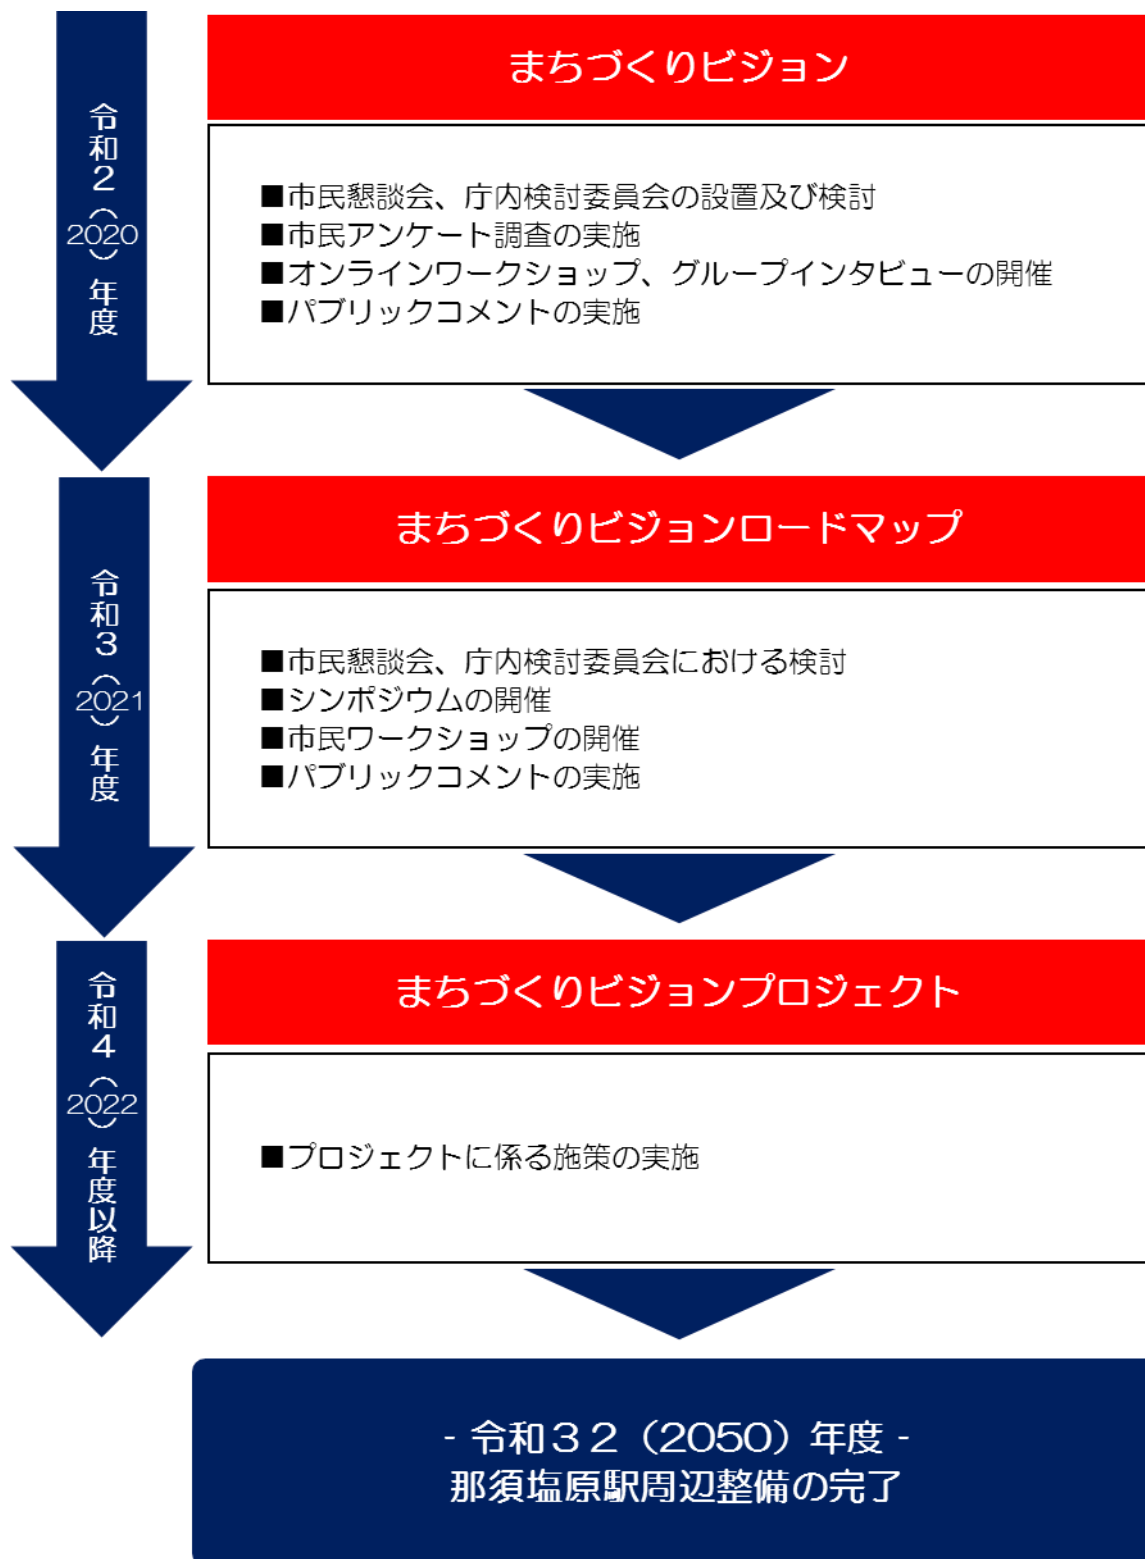 令和２（2020）年度
まちづくりビジョン
■市民懇談会、庁内検討委員会の設置及び検討
■市民アンケート調査の実施
■オンラインワークショップ、グループインタビューの開催
■パブリックコメントの実施
令和３（2021）年度
まちづくりビジョンロードマップ
■市民懇談会、庁内検討委員会における検討
■シンポジウムの開催
■市民ワークショップの開催
■パブリックコメントの実施
令和４（2022）年度以降
まちづくりビジョンプロジェクト
■プロジェクトに係る施策の実施
- 令和３２（2050）年度 -
那須塩原駅周辺整備の完了